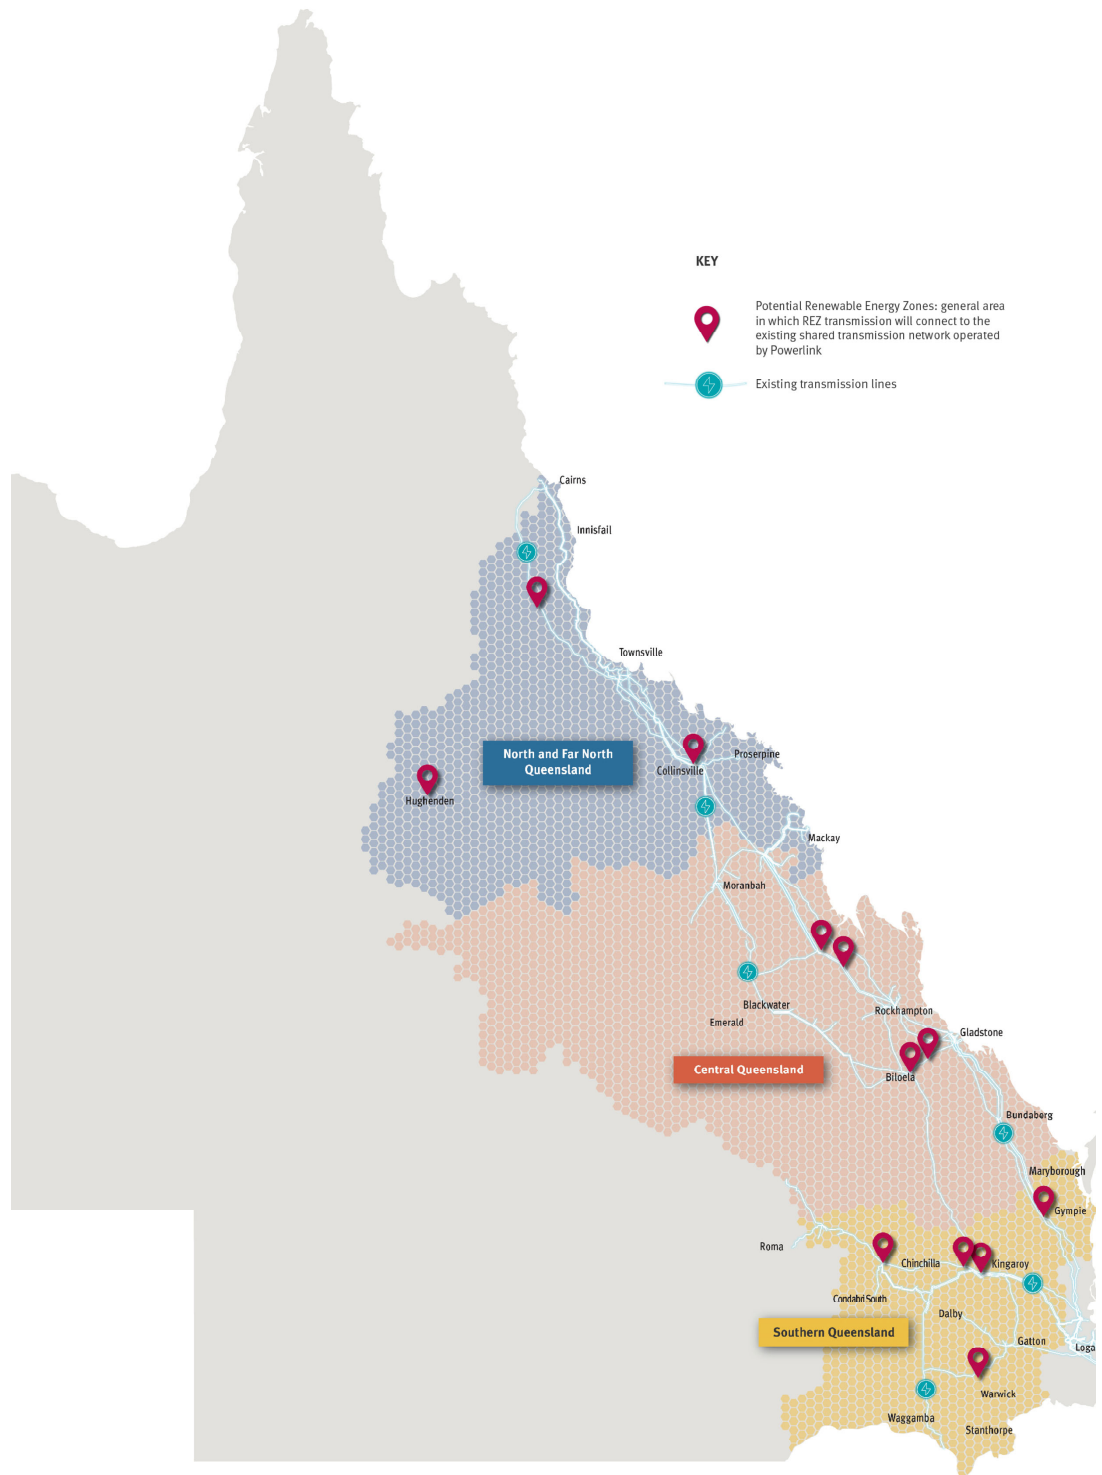 KEY
Potential Renewable Energy Zones: general area
in which REZ transmission will connect to the
existing shared transmission network operated
by Powerlink
Existing transmission lines
Cairns
Innisfail
Townsville
North and Far North
Queensland
Proserpine
Collinsville
Hughenden
Mackay
Moranbah
Blackwater
Rockhampton
Emerald
Gladstone
Central Queensland
Biloela
Bundaberg
Maryborough
Gympie
Roma
Chinchilla
Kingaroy
Condabri South
Dalby
Southern Queensland
Gatton
Loga
Warwick
Waggamba
Stanthorpe